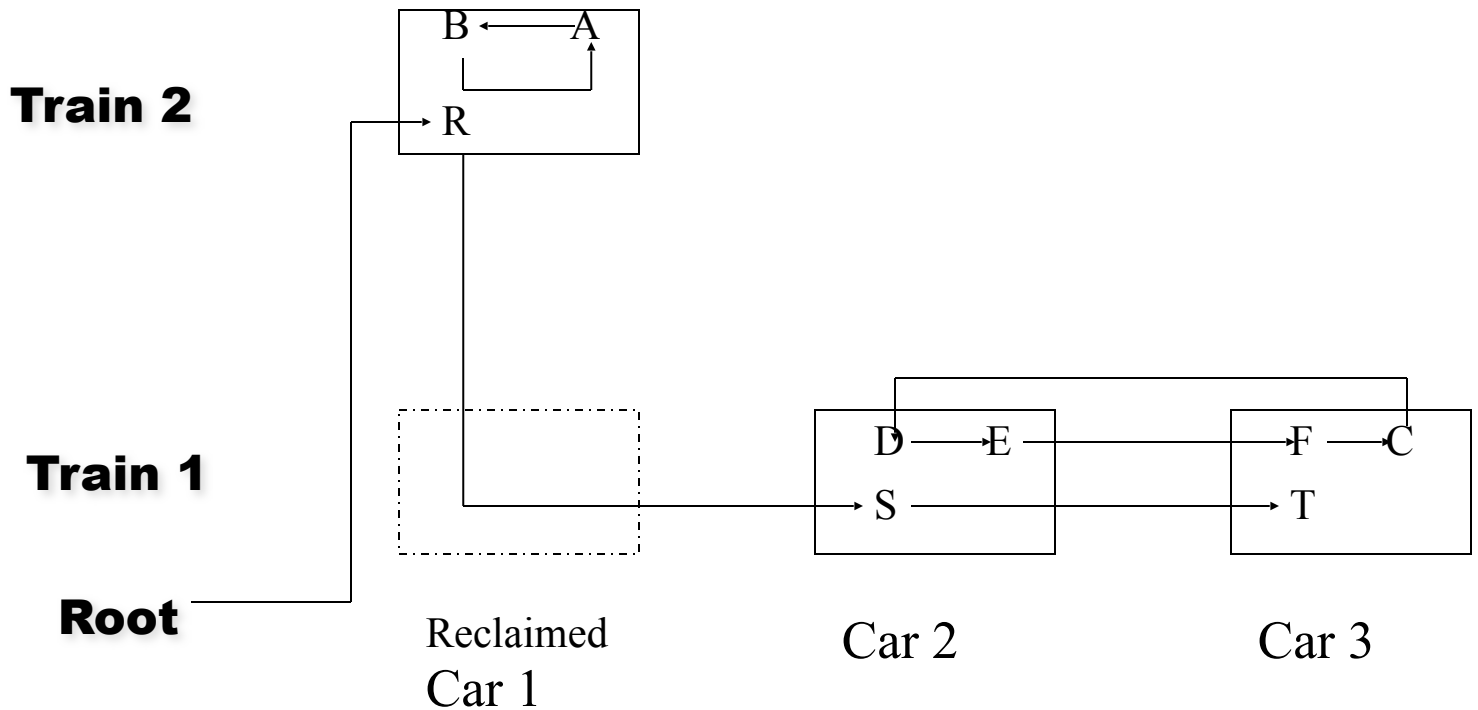 B A
Train 2
R
D E F C
Train 1
S T
Root
Reclaimed
Car 1
Car 2
Car 3